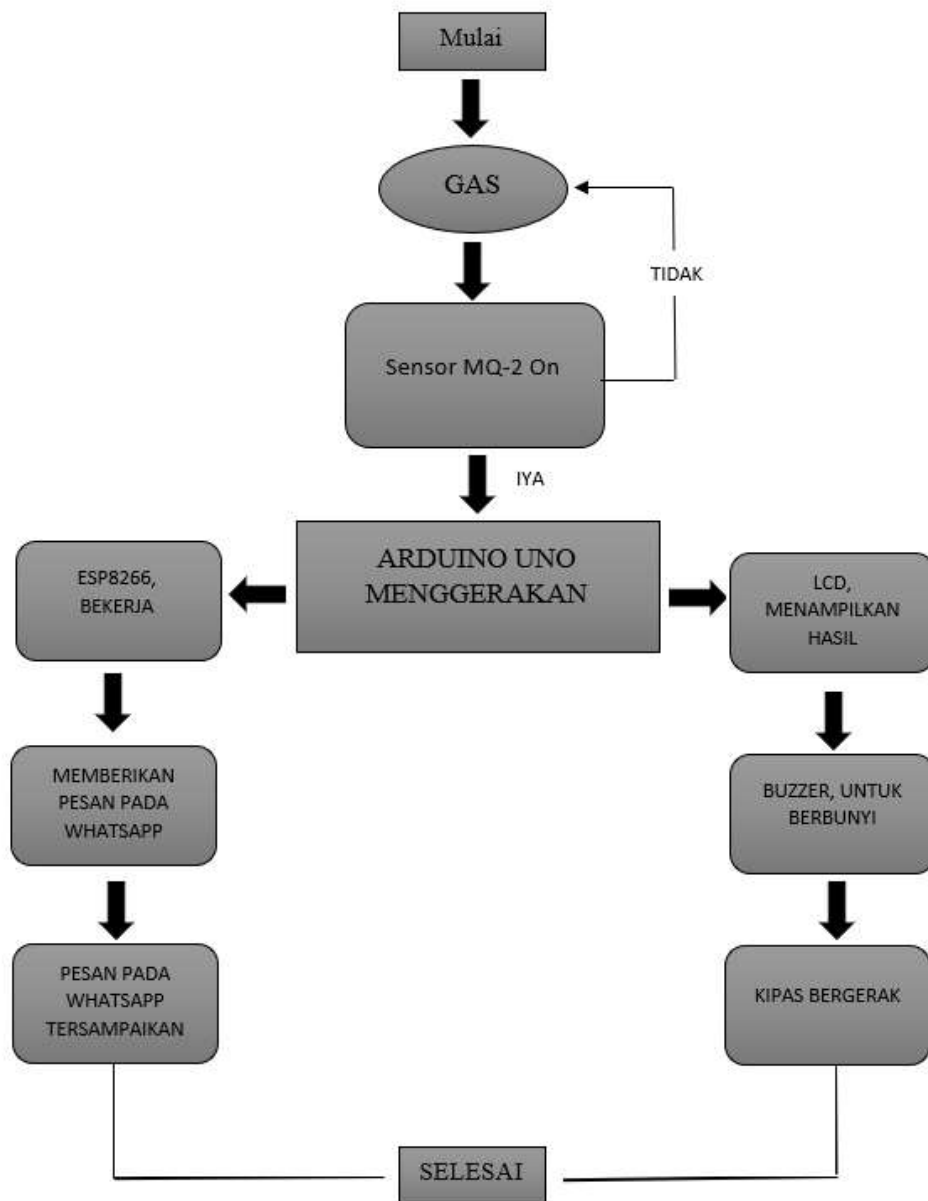 Mulai
GAS
TIDAK
Sensor MQ-2 On
IYA
ARDUINO UNO
MENGGERAKAN
ESP8266,
BEKERJA
LCD,
MENAMPILKAN
HASIL
MEMBERIKAN
PESAN PADA
WHATSAPP
BUZZER, UNTUK
BERBUNYI
PESAN PADA
WHATSAPP
TERSAMPAIKAN
KIPAS BERGERAK
SELESAI